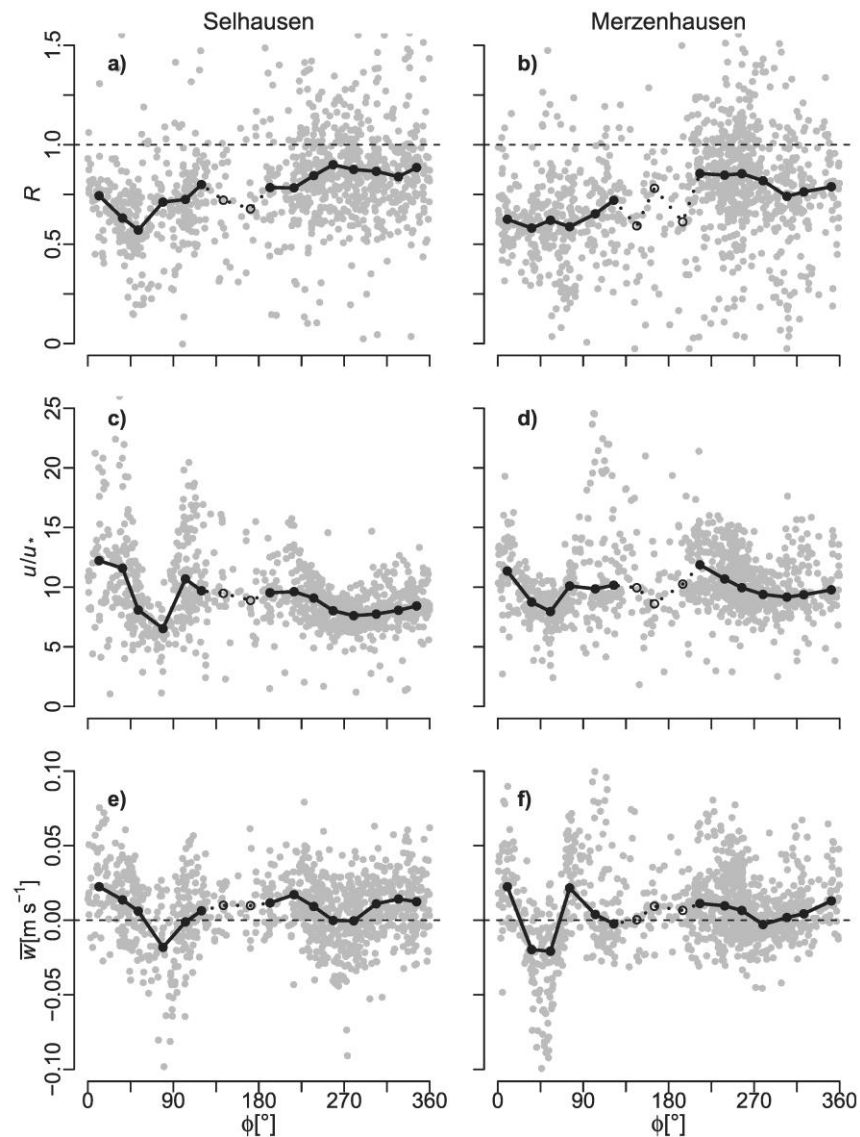 Selhausen Merzenhausen
a) b)
R
1.5
1.0
0.5
0
c) d)
u/u*
25
20
15
10
5
0
e) f)
w̅[m s⁻¹]
0.10
0.05
0.00
−0.05
−0.10
0 90 180 270 360 0 90 180 270 360
ϕ[°] ϕ[°]